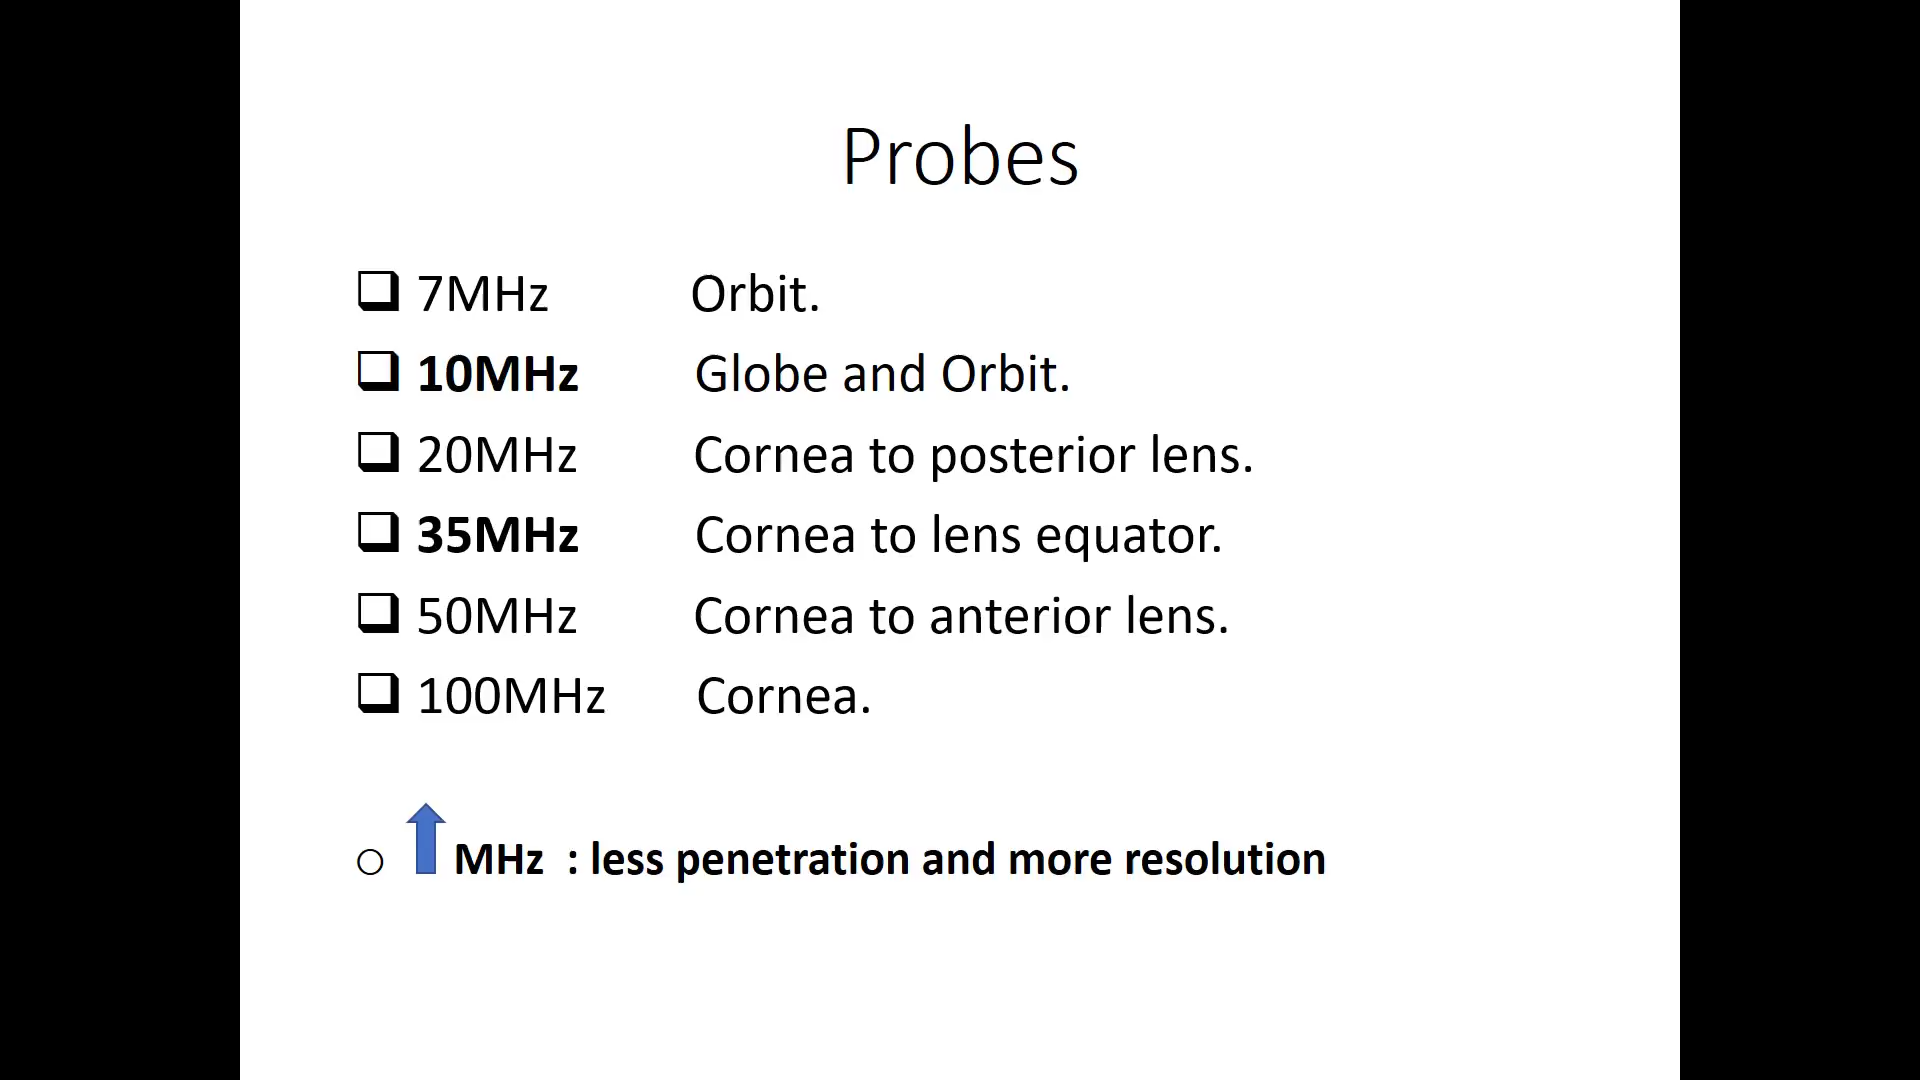 Probes
7MHz Orbit.
10MHz Globe and Orbit.
20MHz Cornea to posterior lens.
35MHz Cornea to lens equator.
50MHz Cornea to anterior lens.
100MHz Cornea.
MHz : less penetration and more resolution